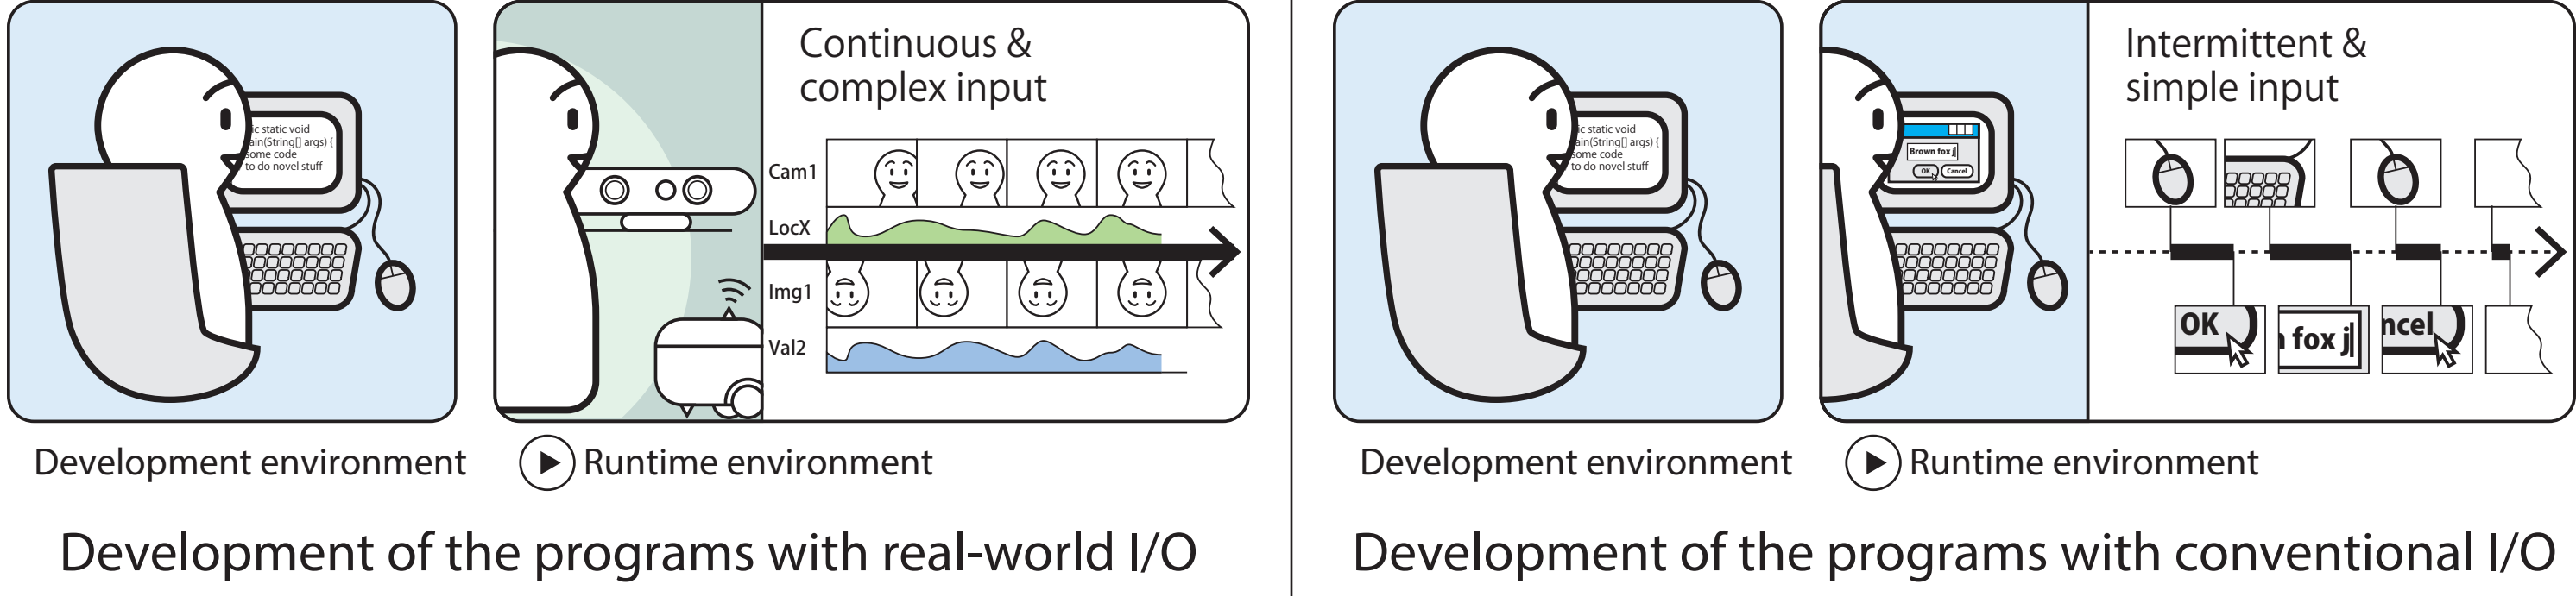 ic static void
ain(String[] args) {
some code
to do novel stuff
Development environment
Continuous &
complex input
Cam1
LocX
Img1
Val2
Runtime environment
Development of the programs with real-world I/O
ic static void
ain(String[] args) {
some code
to do novel stuff
Development environment
Brown fox j
OK
Cancel
Intermittent &
simple input
OK
n fox j
ncel
Runtime environment
Development of the programs with conventional I/O